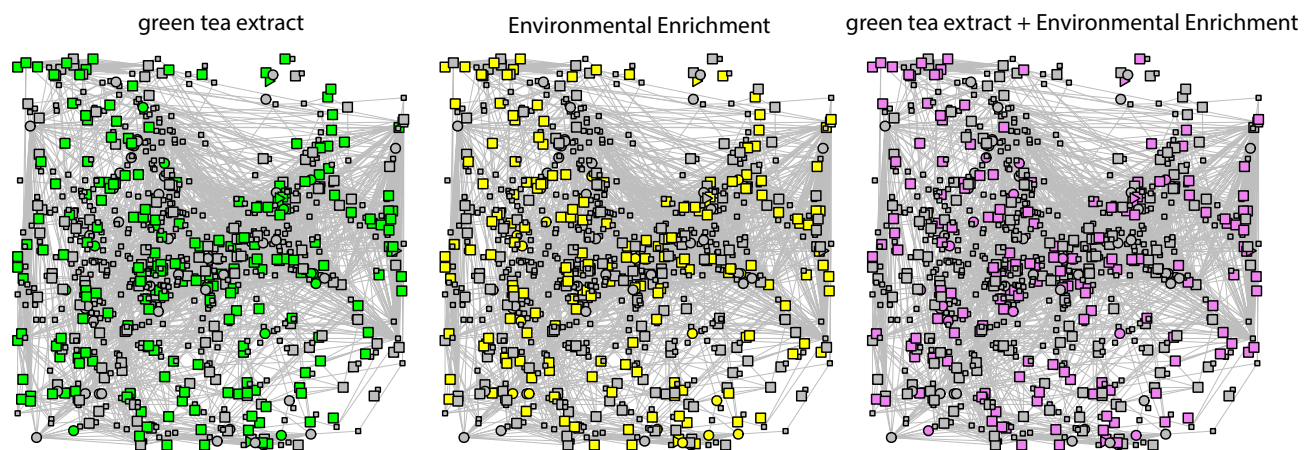 green tea extract
Environmental Enrichment
green tea extract + Environmental Enrichment